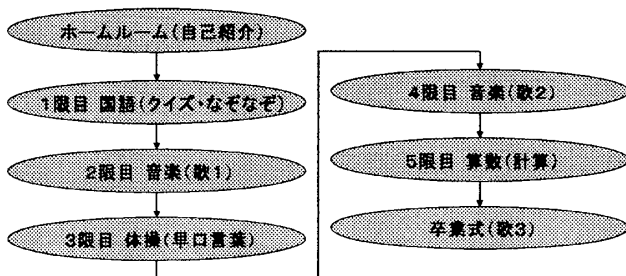 ホームルーム(自己紹介)
1限目 国語(クイズ・なぞなぞ)
2限目 音楽(歌1)
3限目 体操(早口言葉)
4限目 音楽(歌2)
5限目 算数(計算)
卒業式(歌3)